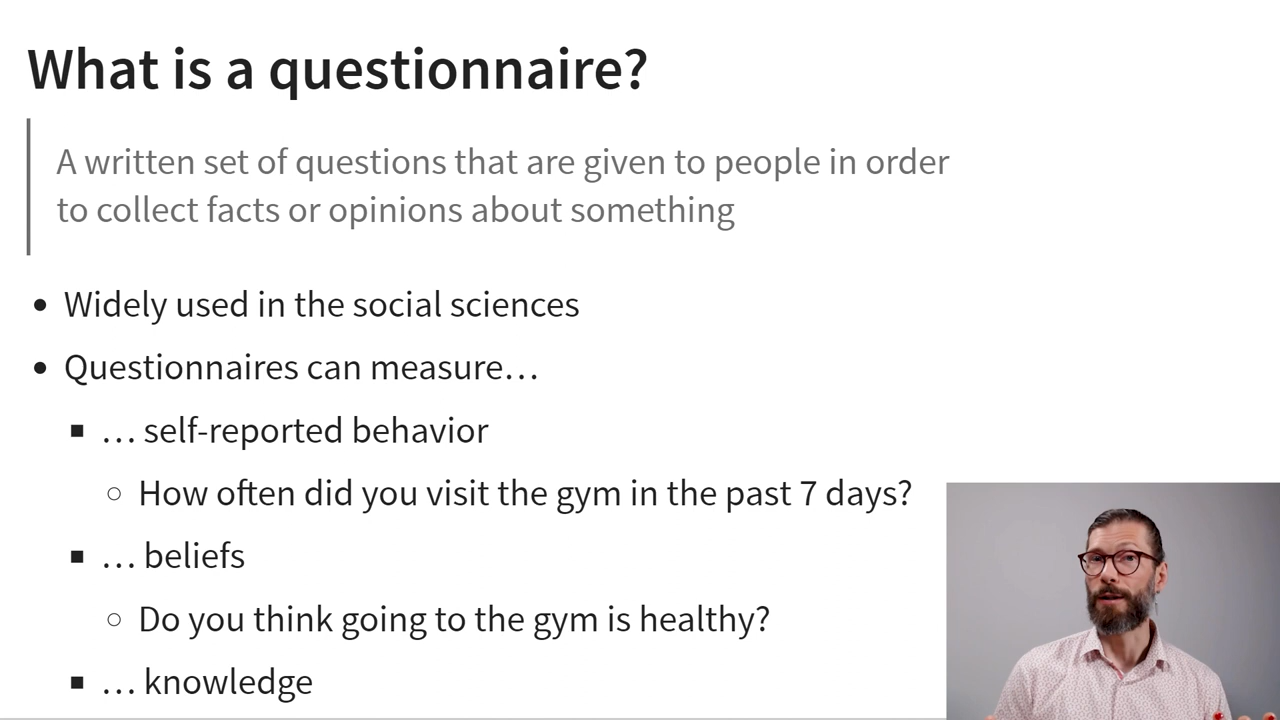 What is a questionnaire?
A written set of questions that are given to people in order
to collect facts or opinions about something
• Widely used in the social sciences
• Questionnaires can measure…
▪ … self-reported behavior
○ How often did you visit the gym in the past 7 days?
▪ … beliefs
○ Do you think going to the gym is healthy?
▪ … knowledge